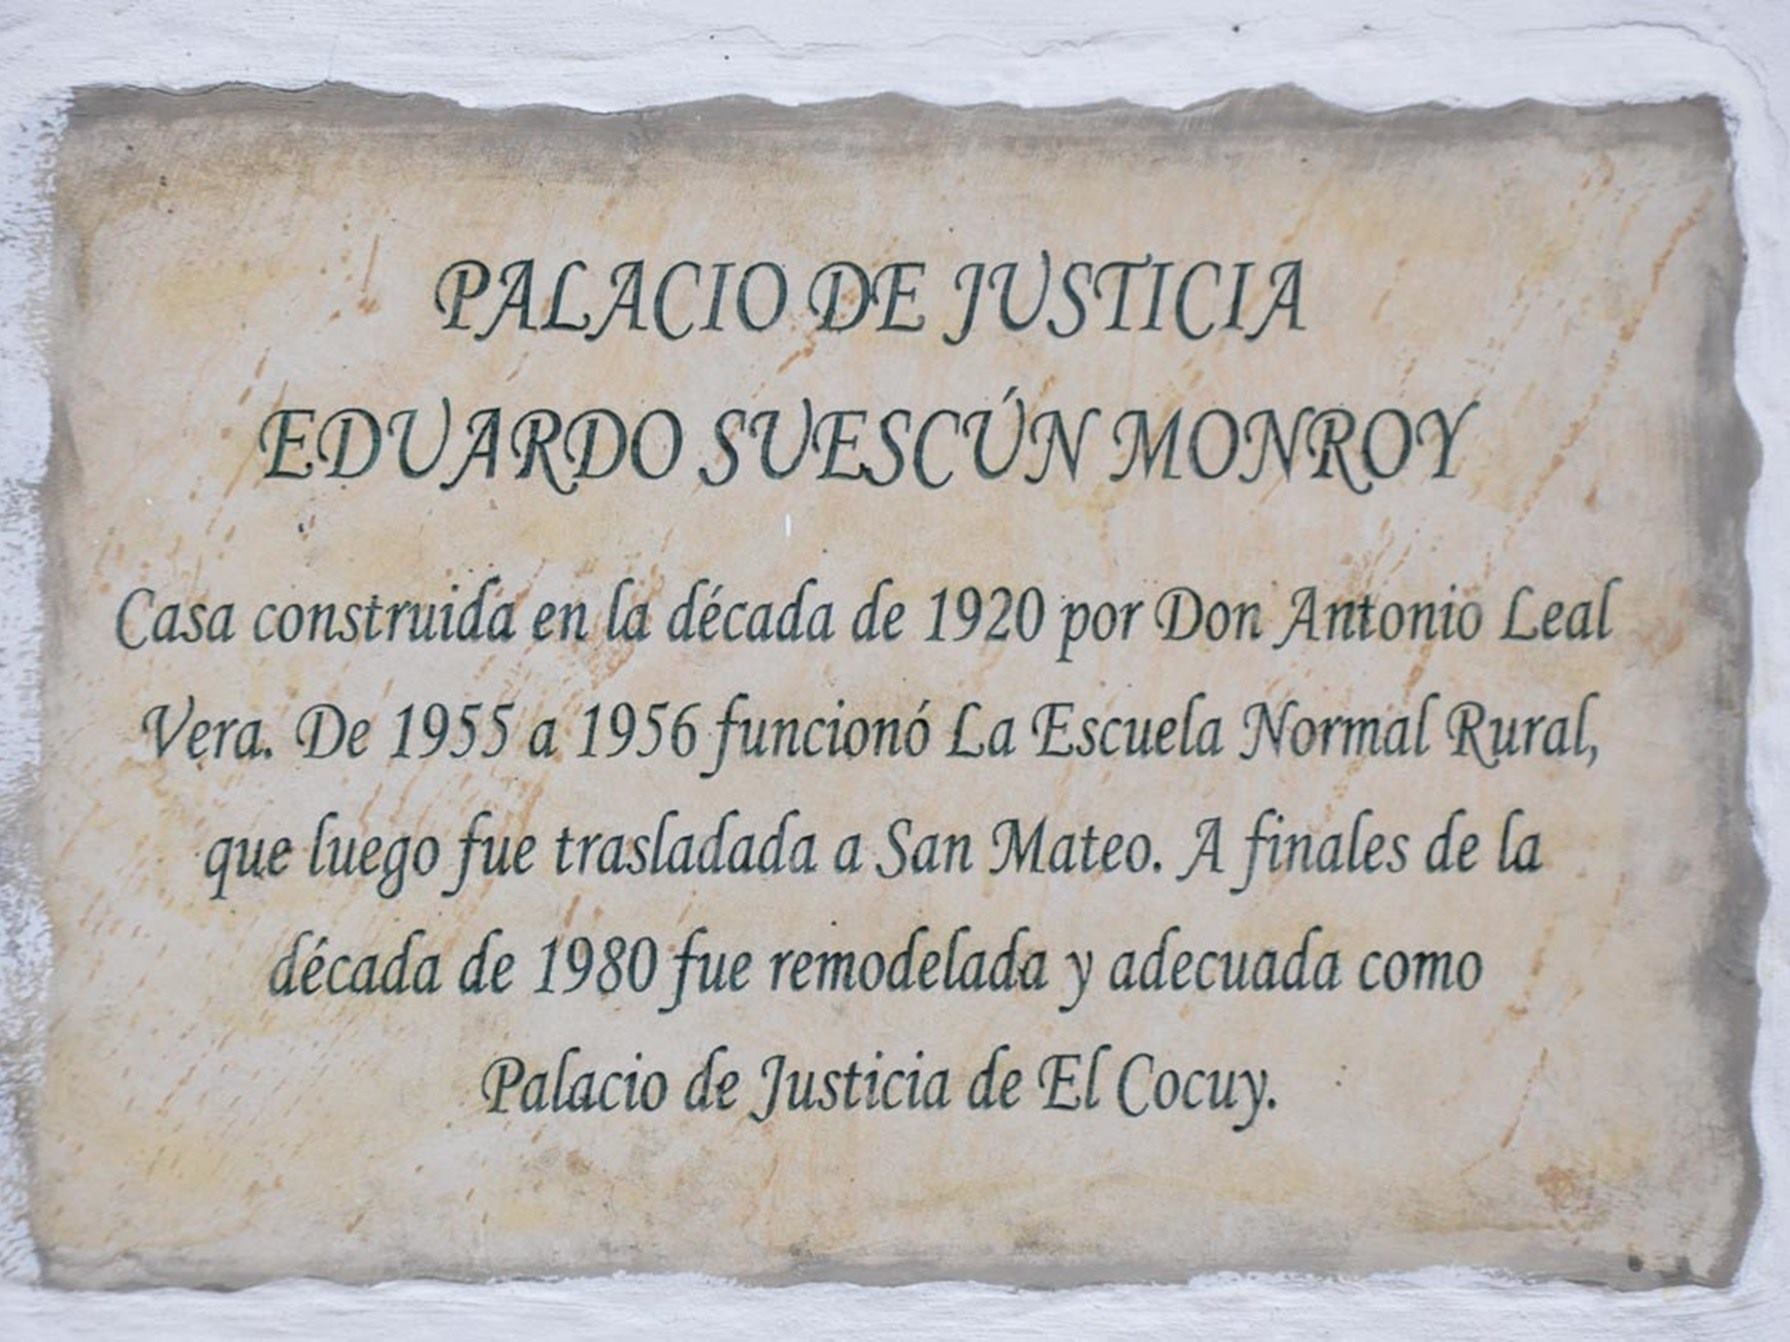 PALACIO DE JUSTICIA
EDUARDO SUESCÚN MONROY
Casa construida en la década de 1920 por Don Antonio Leal
Vera. De 1955 a 1956 funcionó La Escuela Normal Rural,
que luego fue trasladada a San Mateo. A finales de la
década de 1980 fue remodelada y adecuada como
Palacio de Justicia de El Cocuy.